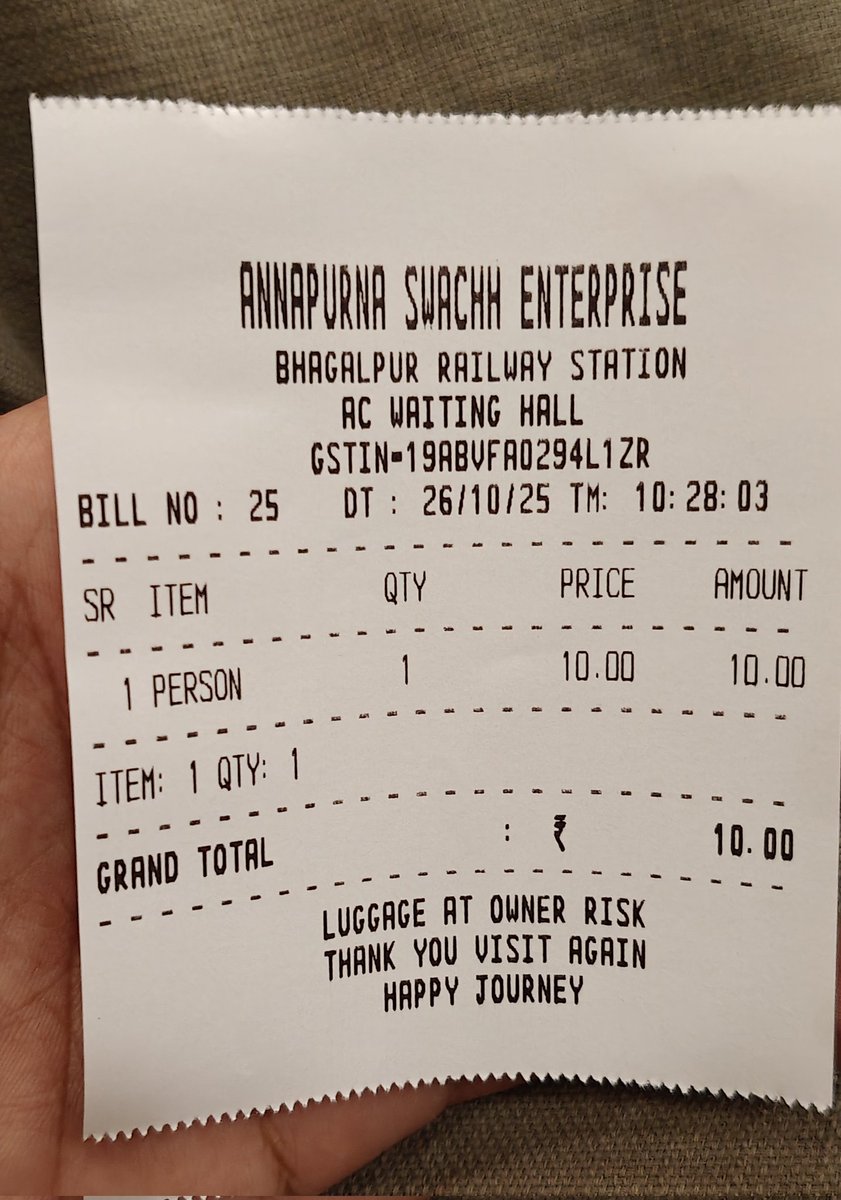 ANNAPURNA SWACHH ENTERPRISE
BHAGALPUR RAILWAY STATION
AC WAITING HALL
GSTIN=19ABVFA0294L1ZR
BILL NO : 25 DT : 26/10/25 TM: 10:28:03
SR ITEM QTY PRICE AMOUNT
1 PERSON 1 10.00 10.00
ITEM: 1 QTY: 1
GRAND TOTAL : ₹ 10.00
LUGGAGE AT OWNER RISK
THANK YOU VISIT AGAIN
HAPPY JOURNEY